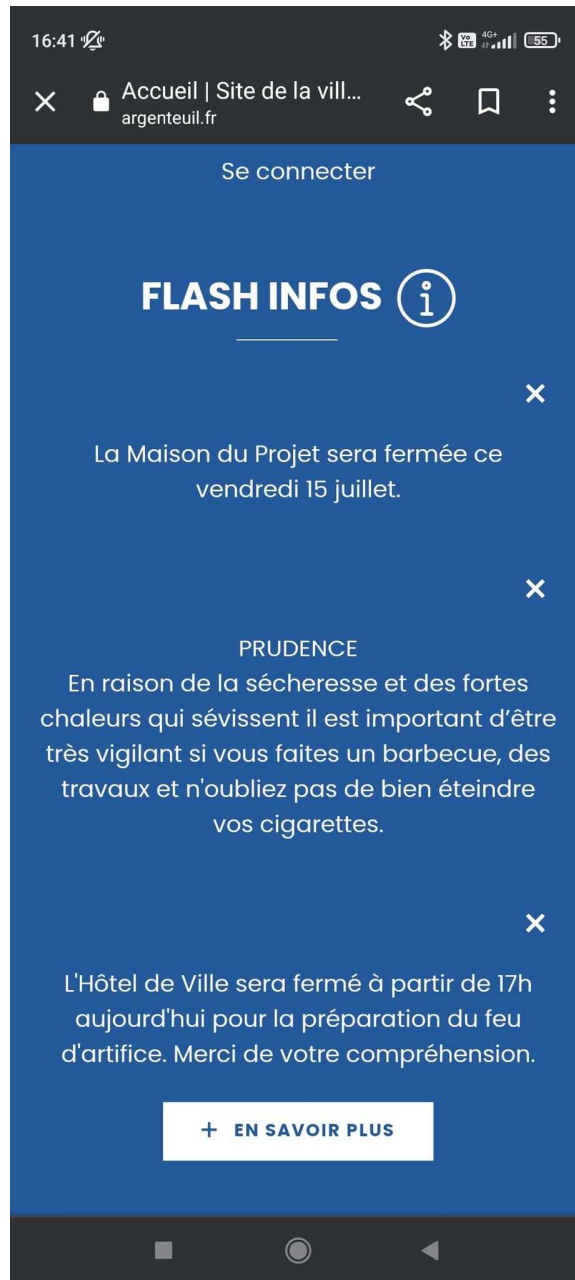 16:41
Vo LTE 4G+ 55
Accueil | Site de la vill...
argenteuil.fr
Se connecter
FLASH INFOS i
La Maison du Projet sera fermée ce
vendredi 15 juillet.
PRUDENCE
En raison de la sécheresse et des fortes
chaleurs qui sévissent il est important d’être
très vigilant si vous faites un barbecue, des
travaux et n'oubliez pas de bien éteindre
vos cigarettes.
L'Hôtel de Ville sera fermé à partir de 17h
aujourd'hui pour la préparation du feu
d'artifice. Merci de votre compréhension.
+ EN SAVOIR PLUS